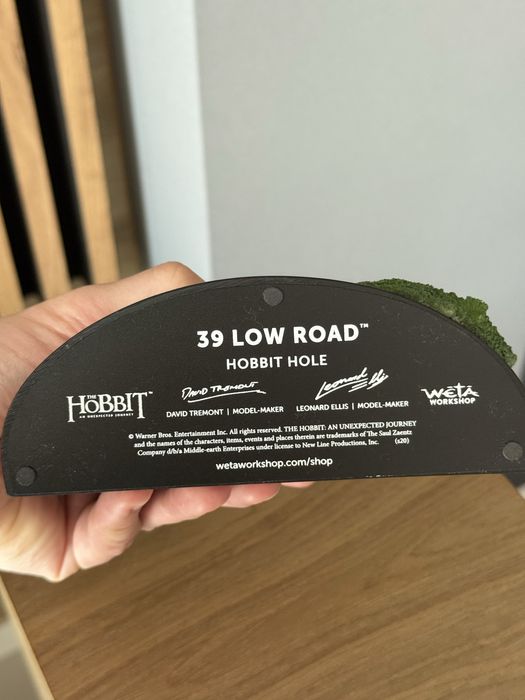 39 LOW ROAD™
HOBBIT HOLE
THE
HOBBIT™
AN UNEXPECTED JOURNEY
DAVID TREMONT
DAVID TREMONT | MODEL-MAKER
Leonard Ellis
LEONARD ELLIS | MODEL-MAKER
WĒTĀ
WORKSHOP
© Warner Bros. Entertainment Inc. All rights reserved. THE HOBBIT: AN UNEXPECTED JOURNEY
and the names of the characters, items, events and places therein are trademarks of The Saul Zaentz
Company d/b/a Middle-earth Enterprises under license to New Line Productions, Inc. (s20)
wetaworkshop.com/shop